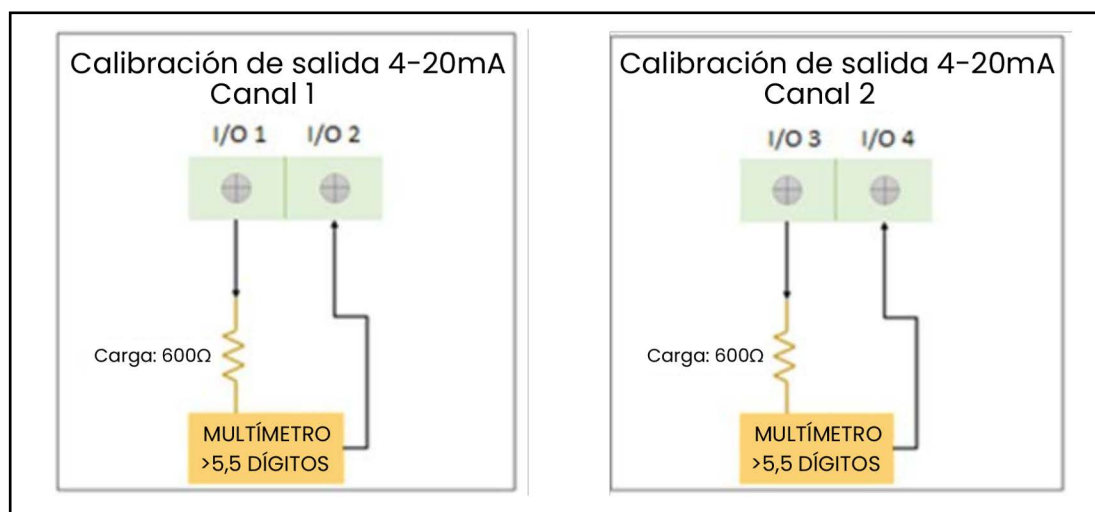 Calibración de salida 4-20mA
Canal 1
I/O 1 I/O 2
Carga: 600Ω
MULTÍMETRO
>5,5 DÍGITOS
Calibración de salida 4-20mA
Canal 2
I/O 3 I/O 4
Carga: 600Ω
MULTÍMETRO
>5,5 DÍGITOS